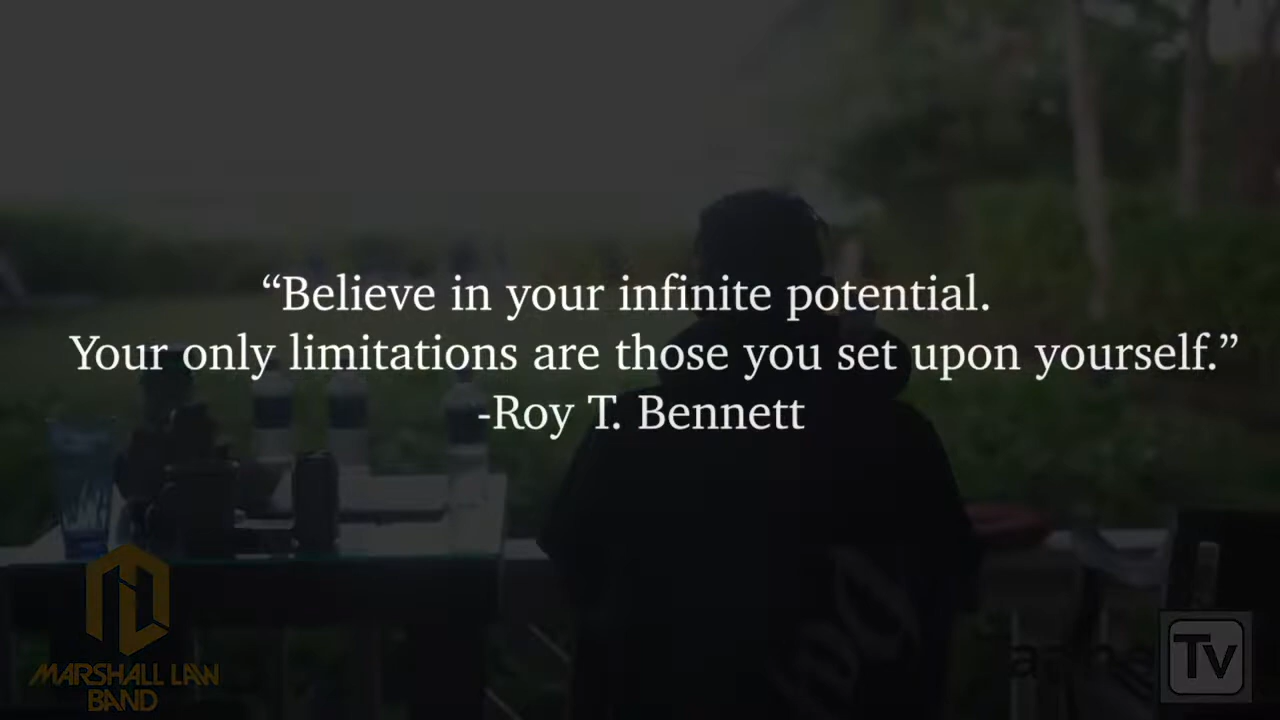 “Believe in your infinite potential.
Your only limitations are those you set upon yourself.”
-Roy T. Bennett
MARSHALL LAW
BAND
TV